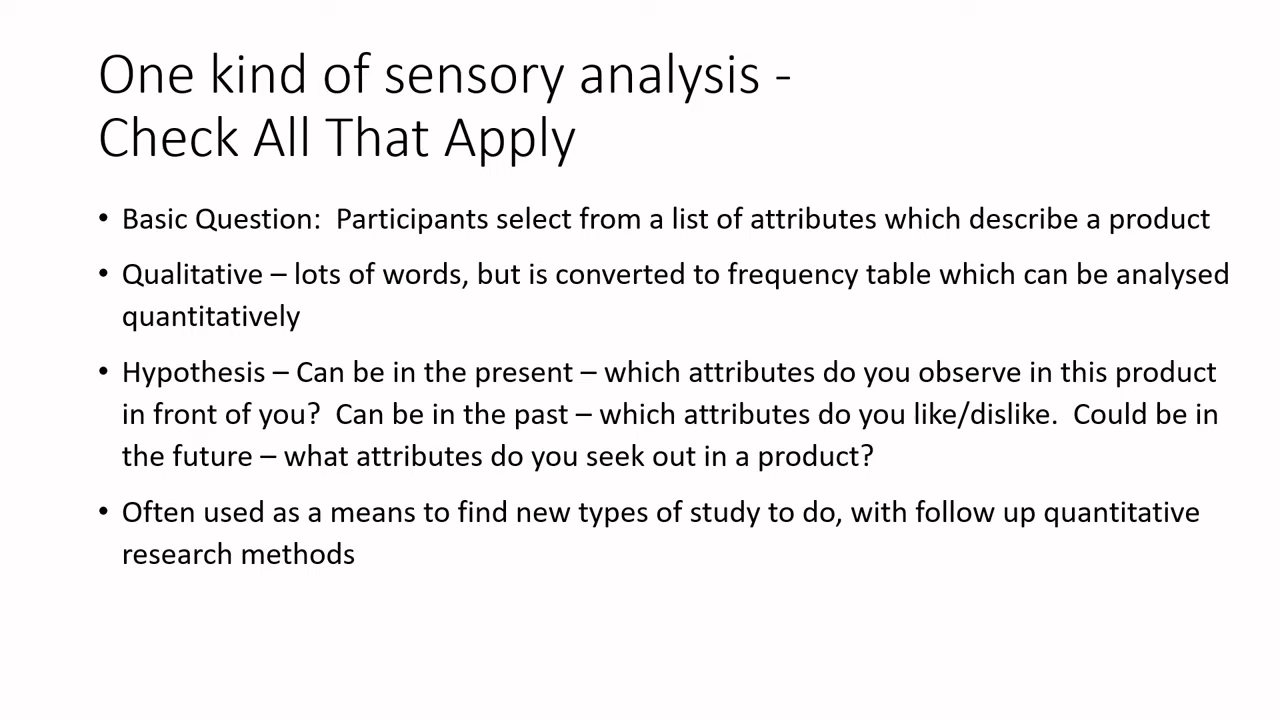 One kind of sensory analysis -
Check All That Apply
• Basic Question:  Participants select from a list of attributes which describe a product
• Qualitative – lots of words, but is converted to frequency table which can be analysed
quantitatively
• Hypothesis – Can be in the present – which attributes do you observe in this product
in front of you?  Can be in the past – which attributes do you like/dislike.  Could be in
the future – what attributes do you seek out in a product?
• Often used as a means to find new types of study to do, with follow up quantitative
research methods